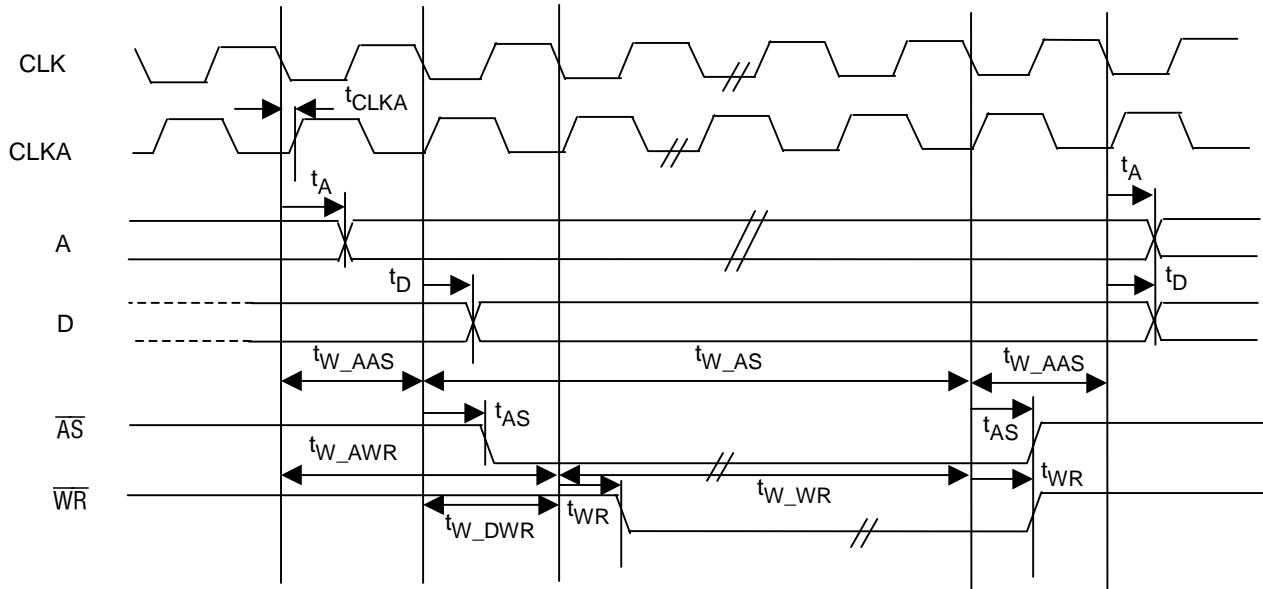 CLK
tCLKA
CLKA
tA
tA
A
tD
tD
D
tW_AAS
tW_AS
tW_AAS
AS
tAS
tAS
tW_AWR
tWR
WR
tW_DWR
tWR
tW_WR